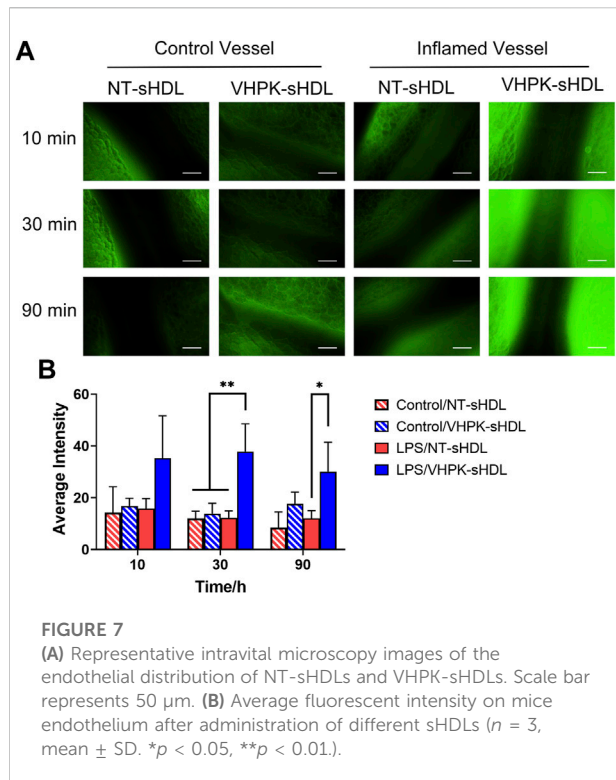 A
Control Vessel Inflamed Vessel
NT-sHDL VHPK-sHDL NT-sHDL VHPK-sHDL
10 min
30 min
90 min
B
60
40
20
0
Average Intensity
** *
Control/NT-sHDL
Control/VHPK-sHDL
LPS/NT-sHDL
LPS/VHPK-sHDL
10 30 90
Time/h
FIGURE 7
(A) Representative intravital microscopy images of the
endothelial distribution of NT-sHDLs and VHPK-sHDLs. Scale bar
represents 50 μm. (B) Average fluorescent intensity on mice
endothelium after administration of different sHDLs (n = 3,
mean ± SD. *p < 0.05, **p < 0.01.).